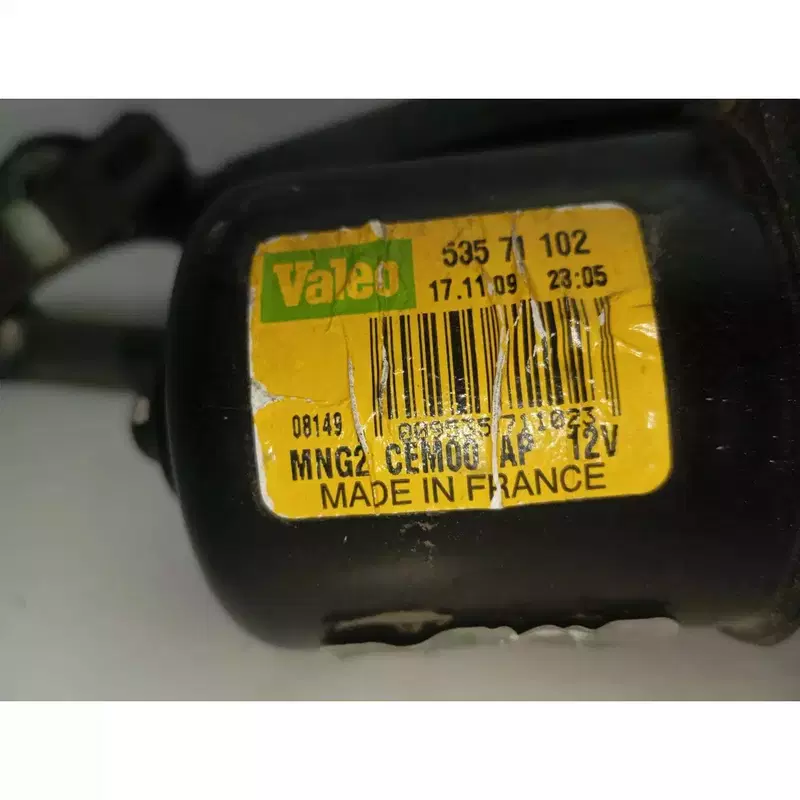 Valeo
535 71 102
17.11.09 23:05
08149
MNG2 CEM00 AP 12V
MADE IN FRANCE